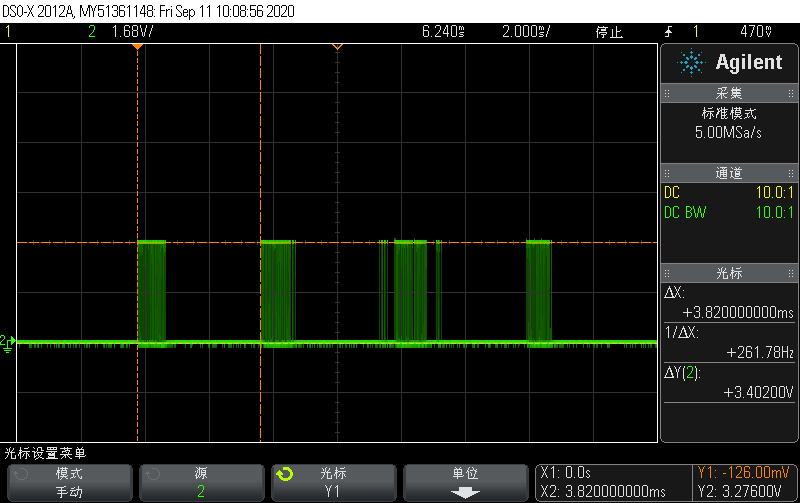 DSO-X 2012A, MY51361148: Fri Sep 11 10:08:56 2020
1 2 1.68V/ 6.240s 2.000s/ 停止 1 470V
Agilent
采集
标准模式
5.00MSa/s
通道
DC 10.0:1
DC BW 10.0:1
光标
ΔX:
+3.820000000ms
1/ΔX:
+261.78Hz
ΔY(2):
+3.40200V
2
光标设置菜单
模式
手动
源
2
光标
Y1
单位
X1: 0.0s
X2: 3.820000000ms
Y1: -126.00mV
Y2: 3.27600V